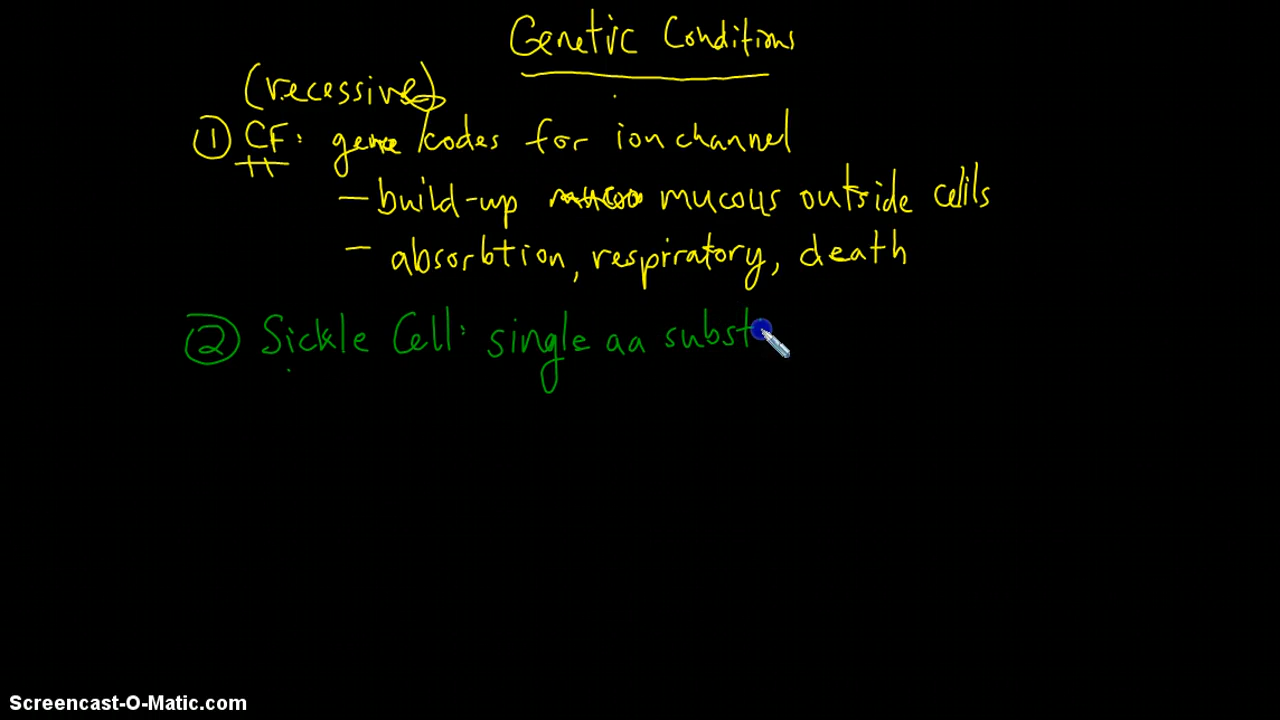 Genetic Conditions
(recessive)
① CF: gene codes for ion channel
— build-up mucous outside cells
— absorbtion, respiratory, death
② Sickle Cell: single aa subst
Screencast-O-Matic.com